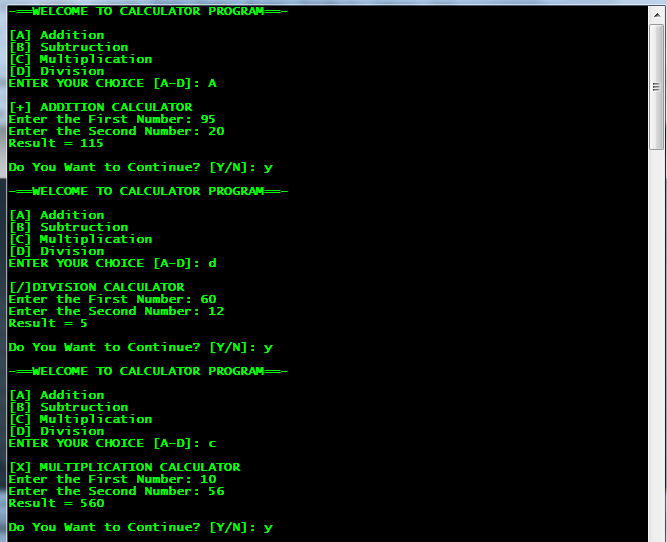 -==WELCOME TO CALCULATOR PROGRAM==-
[A] Addition
[B] Subtruction
[C] Multiplication
[D] Division
ENTER YOUR CHOICE [A-D]: A
[+] ADDITION CALCULATOR
Enter the First Number: 95
Enter the Second Number: 20
Result = 115
Do You Want to Continue? [Y/N]: y
-==WELCOME TO CALCULATOR PROGRAM==-
[A] Addition
[B] Subtruction
[C] Multiplication
[D] Division
ENTER YOUR CHOICE [A-D]: d
[/]DIVISION CALCULATOR
Enter the First Number: 60
Enter the Second Number: 12
Result = 5
Do You Want to Continue? [Y/N]: y
-==WELCOME TO CALCULATOR PROGRAM==-
[A] Addition
[B] Subtruction
[C] Multiplication
[D] Division
ENTER YOUR CHOICE [A-D]: c
[X] MULTIPLICATION CALCULATOR
Enter the First Number: 10
Enter the Second Number: 56
Result = 560
Do You Want to Continue? [Y/N]: y